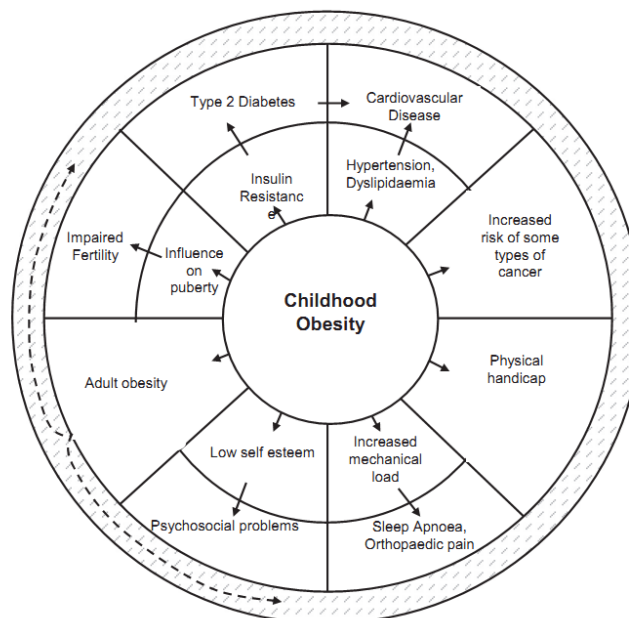 Type 2 Diabetes
Cardiovascular
Disease
Insulin
Resistanc
e
Hypertension,
Dyslipidaemia
Impaired
Fertility
Influence
on
puberty
Increased
risk of some
types of
cancer
Childhood
Obesity
Adult obesity
Physical
handicap
Low self esteem
Increased
mechanical
load
Psychosocial problems
Sleep Apnoea,
Orthopaedic pain